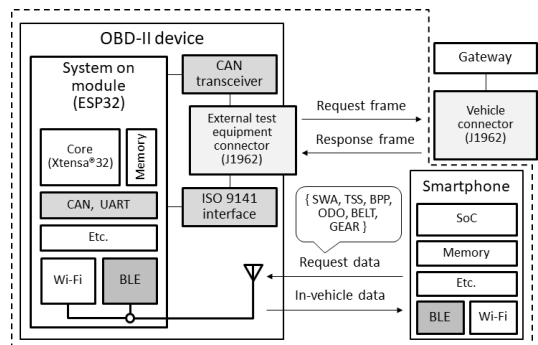 OBD-II device
System on
module
(ESP32)
Core
(Xtensa®32)
Memory
CAN, UART
Etc.
Wi-Fi
BLE
CAN
transceiver
External test
equipment
connector
(J1962)
ISO 9141
interface
Request frame
Response frame
{ SWA, TSS, BPP,
ODO, BELT,
GEAR }
Request data
In-vehicle data
Gateway
Vehicle
connector
(J1962)
Smartphone
SoC
Memory
Etc.
BLE
Wi-Fi